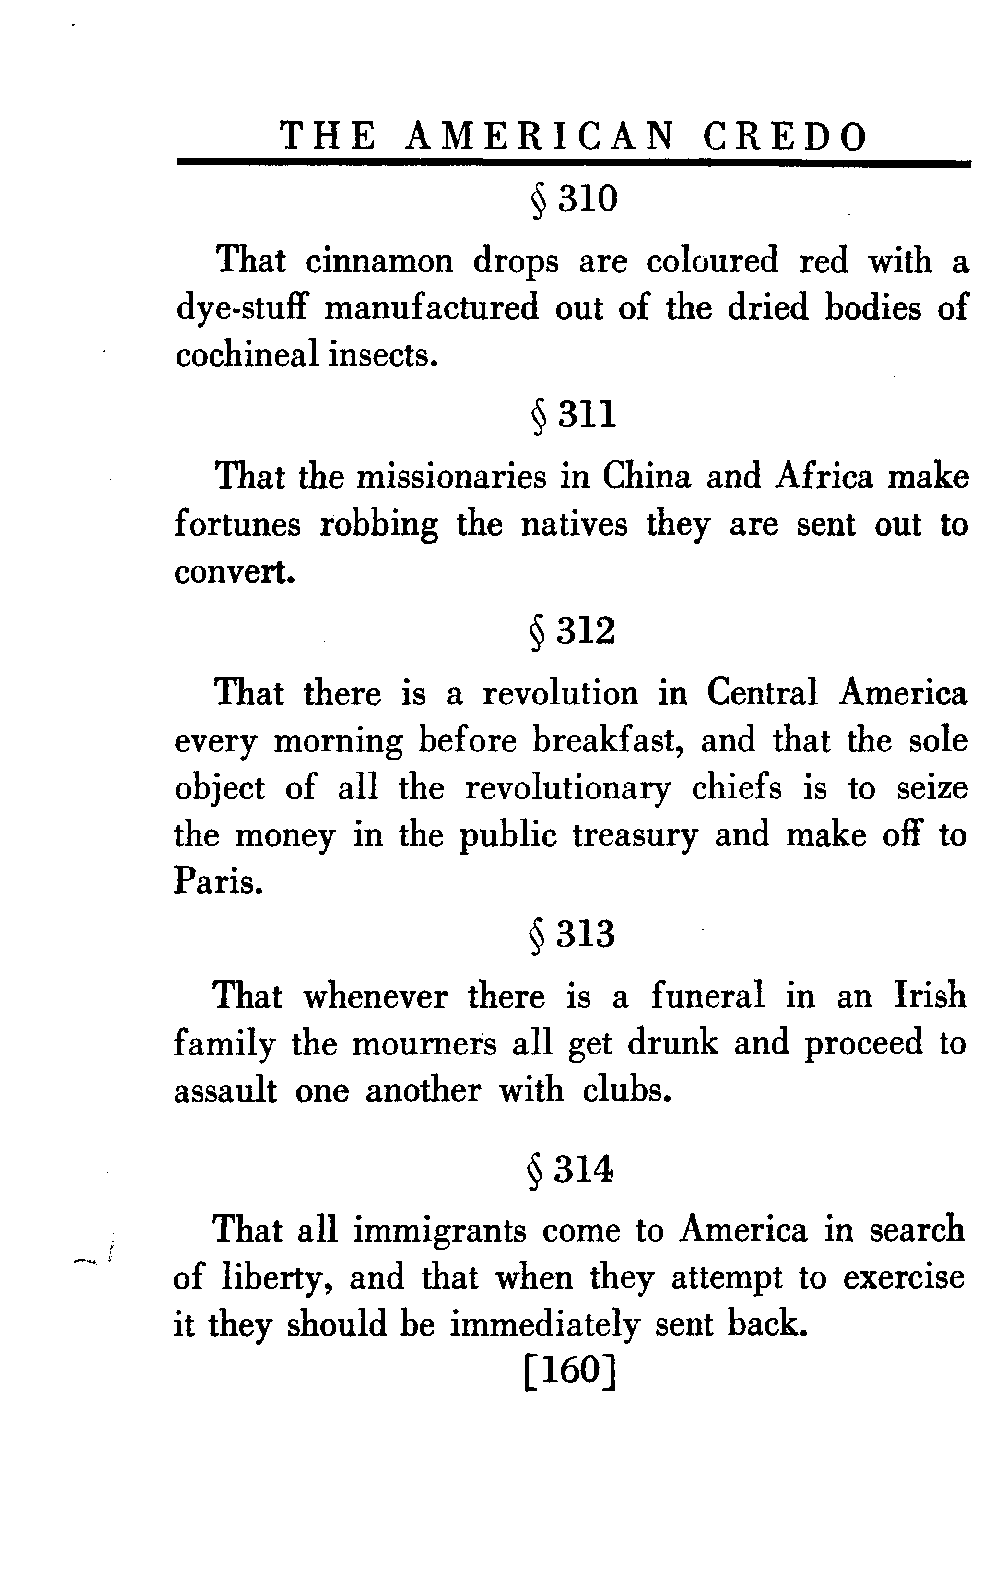 THE AMERICAN CREDO
§ 310
That cinnamon drops are coloured red with a
dye-stuff manufactured out of the dried bodies of
cochineal insects.
§ 311
That the missionaries in China and Africa make
fortunes robbing the natives they are sent out to
convert.
§ 312
That there is a revolution in Central America
every morning before breakfast, and that the sole
object of all the revolutionary chiefs is to seize
the money in the public treasury and make off to
Paris.
§ 313
That whenever there is a funeral in an Irish
family the mourners all get drunk and proceed to
assault one another with clubs.
§ 314
That all immigrants come to America in search
of liberty, and that when they attempt to exercise
it they should be immediately sent back.
[160]